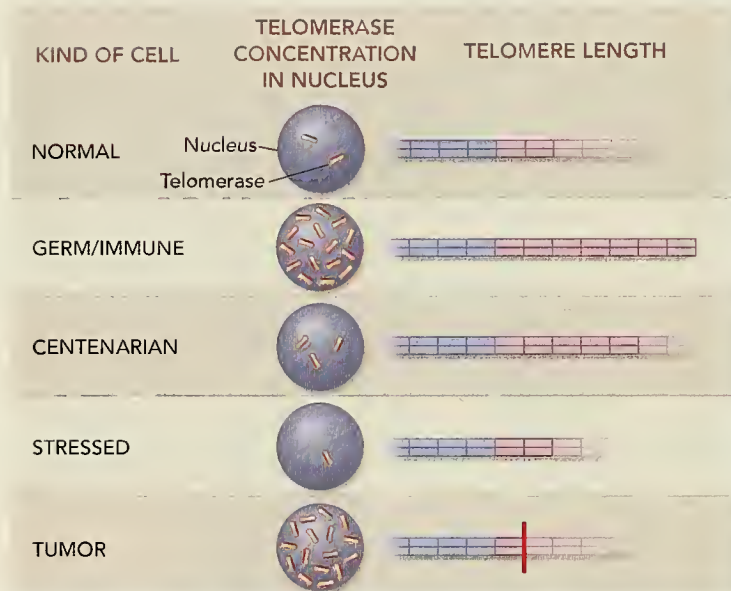 KIND OF CELL
TELOMERASE
CONCENTRATION
IN NUCLEUS
TELOMERE LENGTH
NORMAL
Nucleus
Telomerase
GERM/IMMUNE
CENTENARIAN
STRESSED
TUMOR